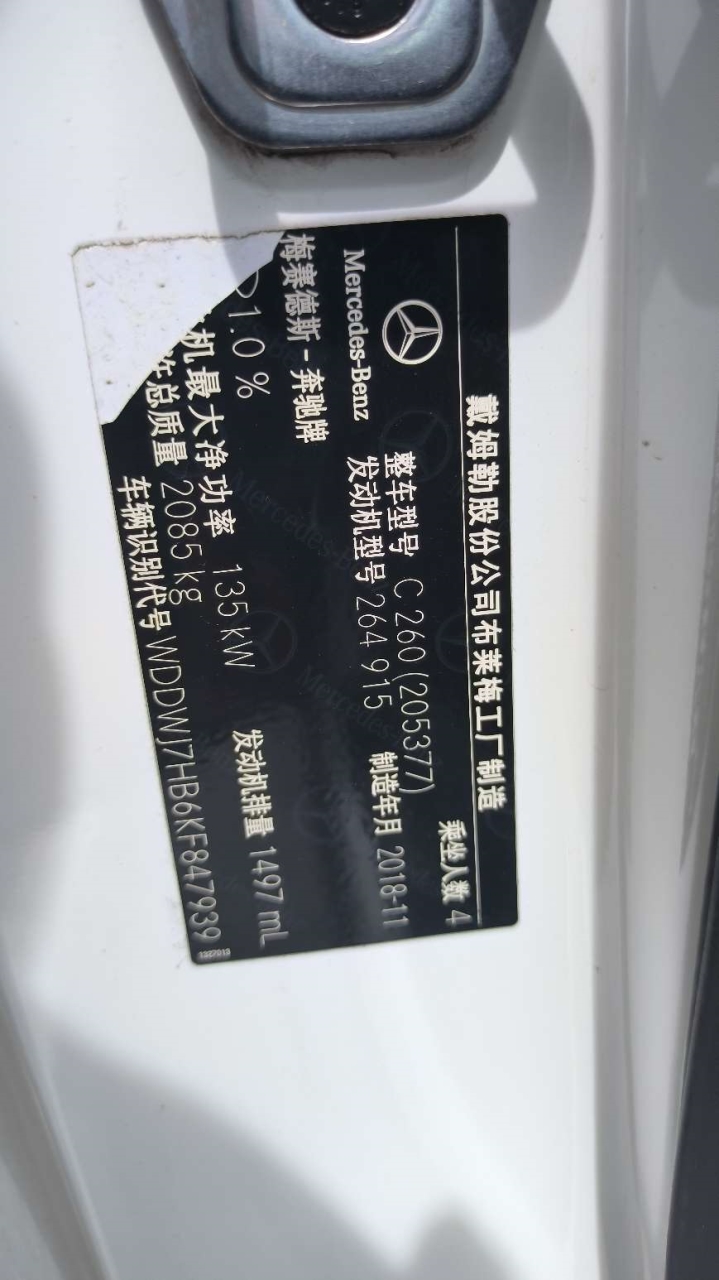 戴姆勒股份公司布莱梅工厂制造
乘坐人数 4
Mercedes-Benz
整车型号 C 260 (205377)
发动机型号 264 915 制造年月 2018-11
梅赛德斯-奔驰牌
1.0 %
机最大净功率 135 kW 发动机排量 1497 mL
总质量 2085 kg
车辆识别代号 WDDWJ7HB6KF847939
1327013